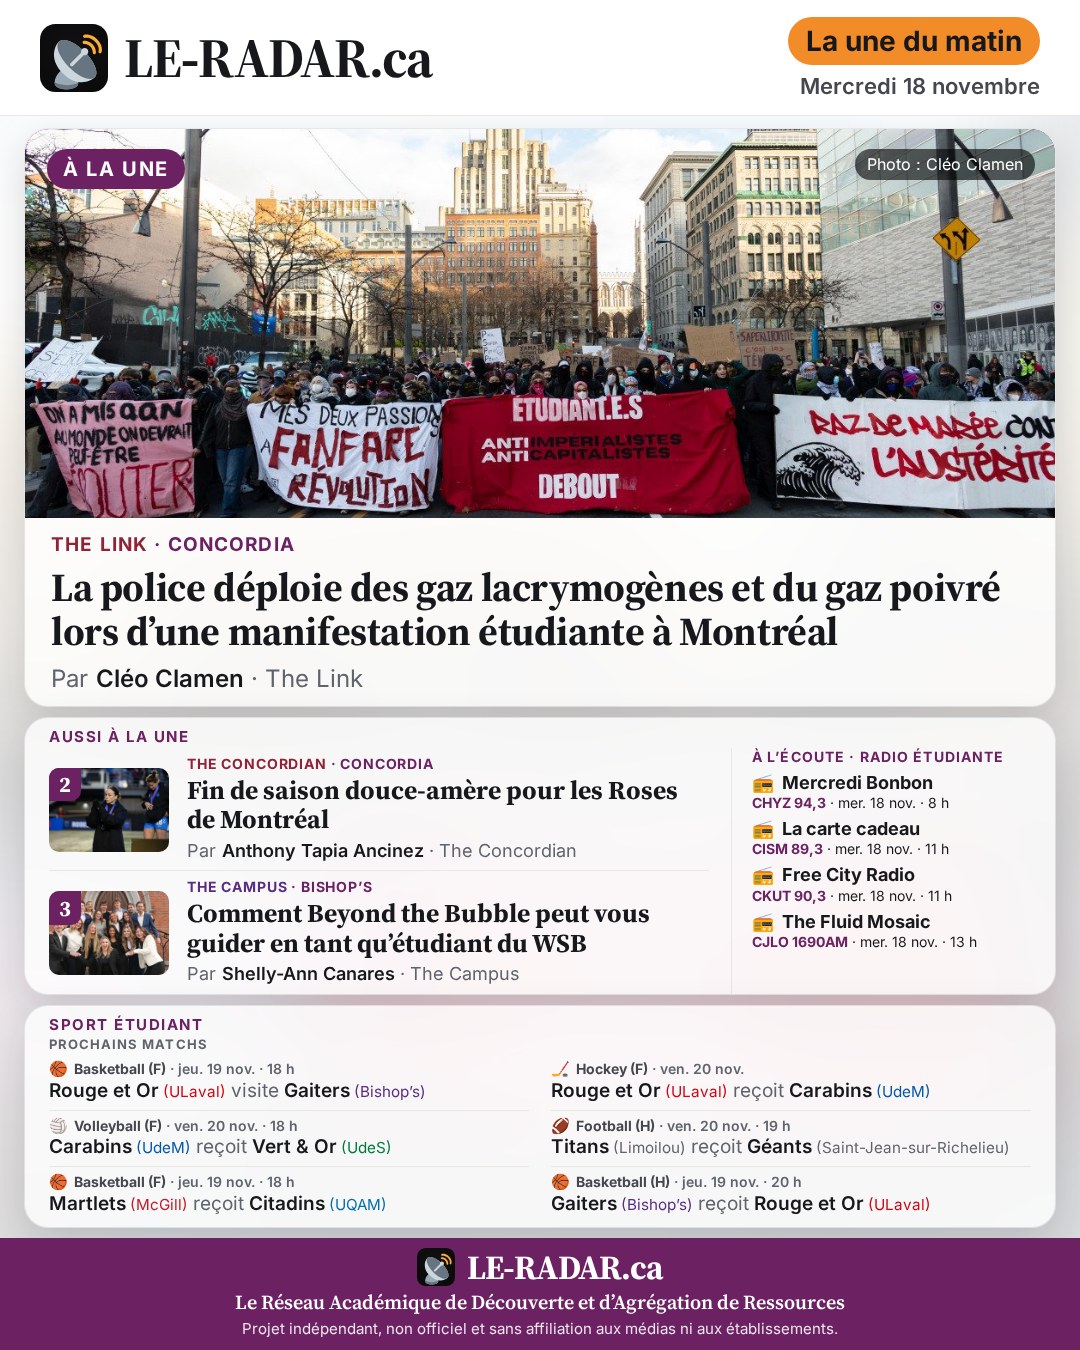 LE-RADAR.ca
La une du matin
Mercredi 18 novembre
À LA UNE
Photo : Cléo Clamen
ON A MIS QQN
AU MONDE ON DEVRAIT
PEUT-ÊTRE
L'ÉCOUTER
MES DEUX PASSIONS
LA FANFARE
RÉVOLUTION
ÉTUDIANT.E.S
ANTIIMPÉRIALISTES
ANTICAPITALISTES
DEBOUT
RAZ DE MARÉE CONT
L'AUSTÉRITÉ
THE LINK · CONCORDIA
La police déploie des gaz lacrymogènes et du gaz poivré
lors d’une manifestation étudiante à Montréal
Par Cléo Clamen · The Link
AUSSI À LA UNE
2
THE CONCORDIAN · CONCORDIA
Fin de saison douce-amère pour les Roses
de Montréal
Par Anthony Tapia Ancinez · The Concordian
3
THE CAMPUS · BISHOP’S
Comment Beyond the Bubble peut vous
guider en tant qu’étudiant du WSB
Par Shelly-Ann Canares · The Campus
À L’ÉCOUTE · RADIO ÉTUDIANTE
Mercredi Bonbon
CHYZ 94,3 · mer. 18 nov. · 8 h
La carte cadeau
CISM 89,3 · mer. 18 nov. · 11 h
Free City Radio
CKUT 90,3 · mer. 18 nov. · 11 h
The Fluid Mosaic
CJLO 1690AM · mer. 18 nov. · 13 h
SPORT ÉTUDIANT
PROCHAINS MATCHS
Basketball (F) · jeu. 19 nov. · 18 h
Rouge et Or (ULaval) visite Gaiters (Bishop’s)
Hockey (F) · ven. 20 nov.
Rouge et Or (ULaval) reçoit Carabins (UdeM)
Volleyball (F) · ven. 20 nov. · 18 h
Carabins (UdeM) reçoit Vert & Or (UdeS)
Football (H) · ven. 20 nov. · 19 h
Titans (Limoilou) reçoit Géants (Saint-Jean-sur-Richelieu)
Basketball (F) · jeu. 19 nov. · 18 h
Martlets (McGill) reçoit Citadins (UQAM)
Basketball (H) · jeu. 19 nov. · 20 h
Gaiters (Bishop’s) reçoit Rouge et Or (ULaval)
LE-RADAR.ca
Le Réseau Académique de Découverte et d’Agrégation de Ressources
Projet indépendant, non officiel et sans affiliation aux médias ni aux établissements.